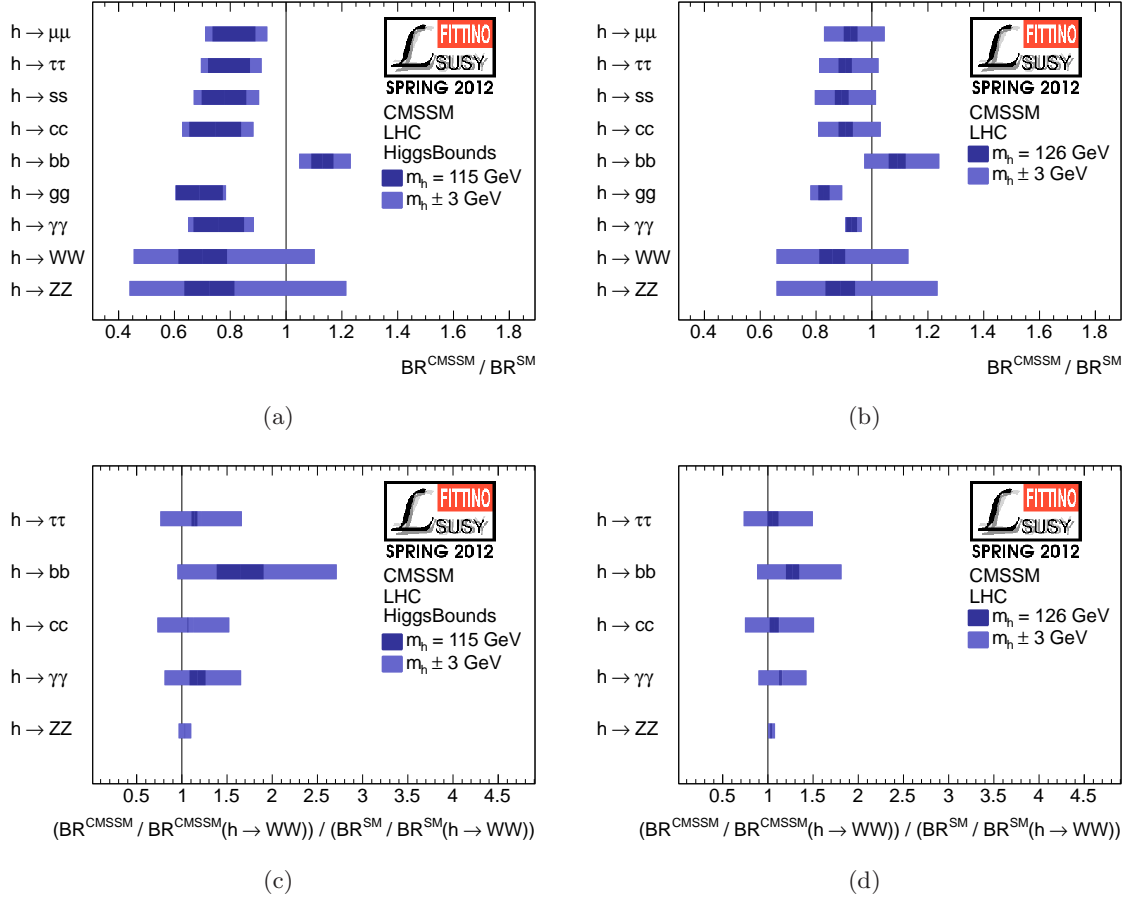 h → μμ
h → ττ
h → ss
h → cc
h → bb
h → gg
h → γγ
h → WW
h → ZZ
L FITTINO
SUSY
SPRING 2012
CMSSM
LHC
HiggsBounds
m_h = 115 GeV
m_h ± 3 GeV
0.4 0.6 0.8 1 1.2 1.4 1.6 1.8
BR^CMSSM / BR^SM
(a)
h → μμ
h → ττ
h → ss
h → cc
h → bb
h → gg
h → γγ
h → WW
h → ZZ
L FITTINO
SUSY
SPRING 2012
CMSSM
LHC
m_h = 126 GeV
m_h ± 3 GeV
0.4 0.6 0.8 1 1.2 1.4 1.6 1.8
BR^CMSSM / BR^SM
(b)
h → ττ
h → bb
h → cc
h → γγ
h → ZZ
L FITTINO
SUSY
SPRING 2012
CMSSM
LHC
HiggsBounds
m_h = 115 GeV
m_h ± 3 GeV
0.5 1 1.5 2 2.5 3 3.5 4 4.5
(BR^CMSSM / BR^CMSSM(h → WW)) / (BR^SM / BR^SM(h → WW))
(c)
h → ττ
h → bb
h → cc
h → γγ
h → ZZ
L FITTINO
SUSY
SPRING 2012
CMSSM
LHC
m_h = 126 GeV
m_h ± 3 GeV
0.5 1 1.5 2 2.5 3 3.5 4 4.5
(BR^CMSSM / BR^CMSSM(h → WW)) / (BR^SM / BR^SM(h → WW))
(d)